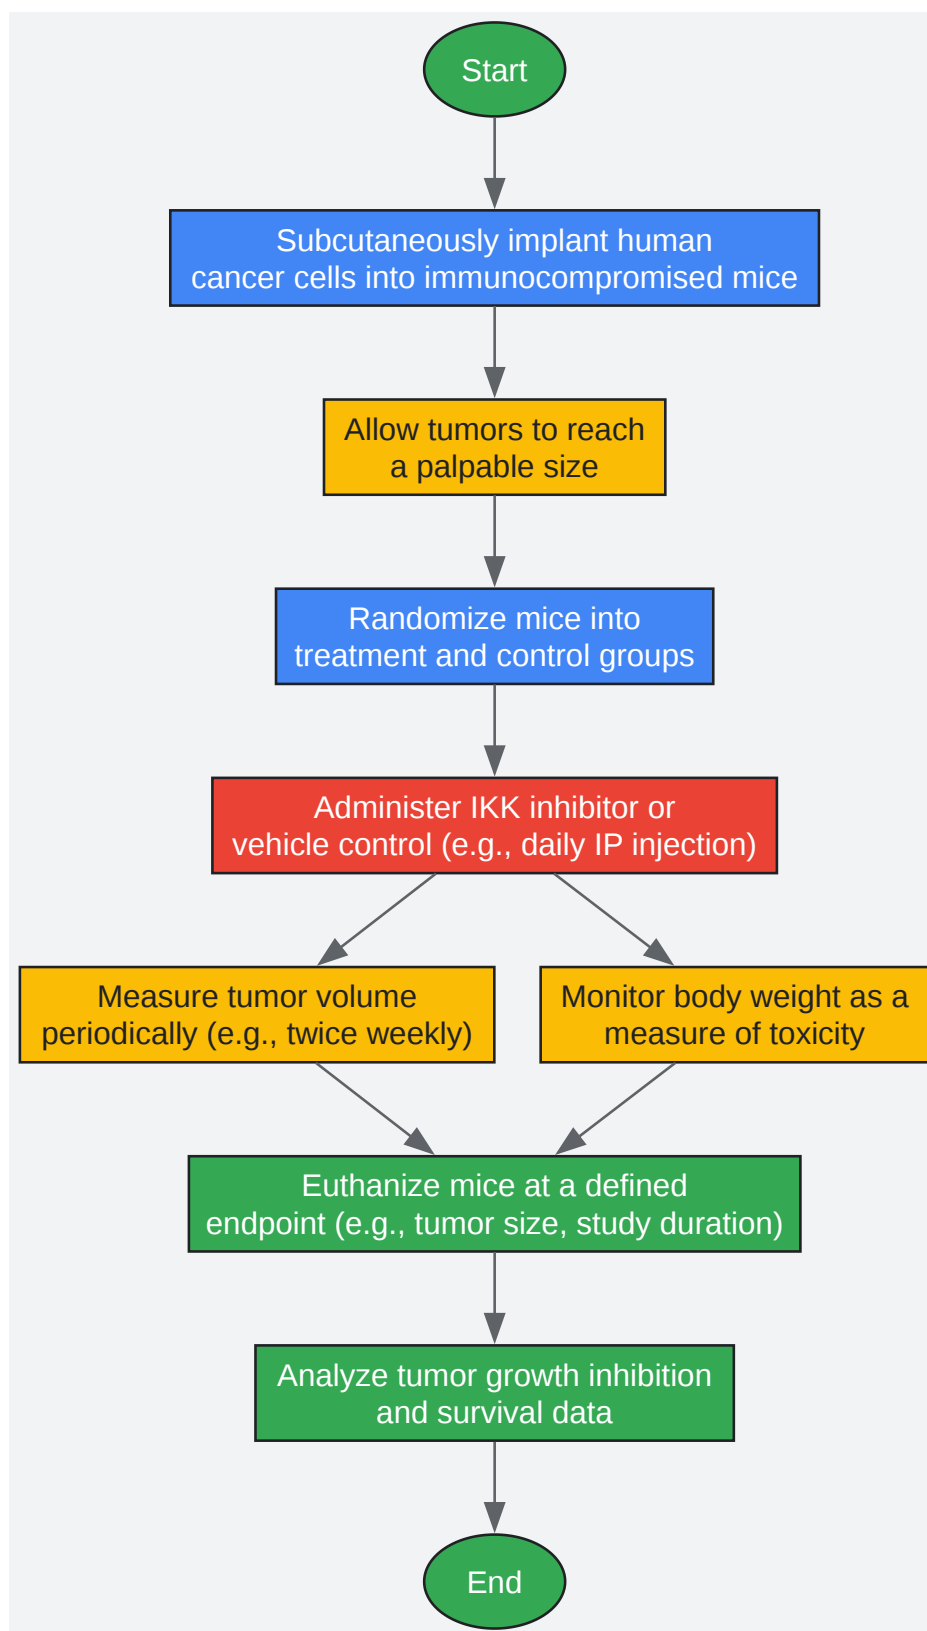 Start
Subcutaneously implant human
cancer cells into immunocompromised mice
Allow tumors to reach
a palpable size
Randomize mice into
treatment and control groups
Administer IKK inhibitor or
vehicle control (e.g., daily IP injection)
Measure tumor volume
periodically (e.g., twice weekly)
Monitor body weight as a
measure of toxicity
Euthanize mice at a defined
endpoint (e.g., tumor size, study duration)
Analyze tumor growth inhibition
and survival data
End